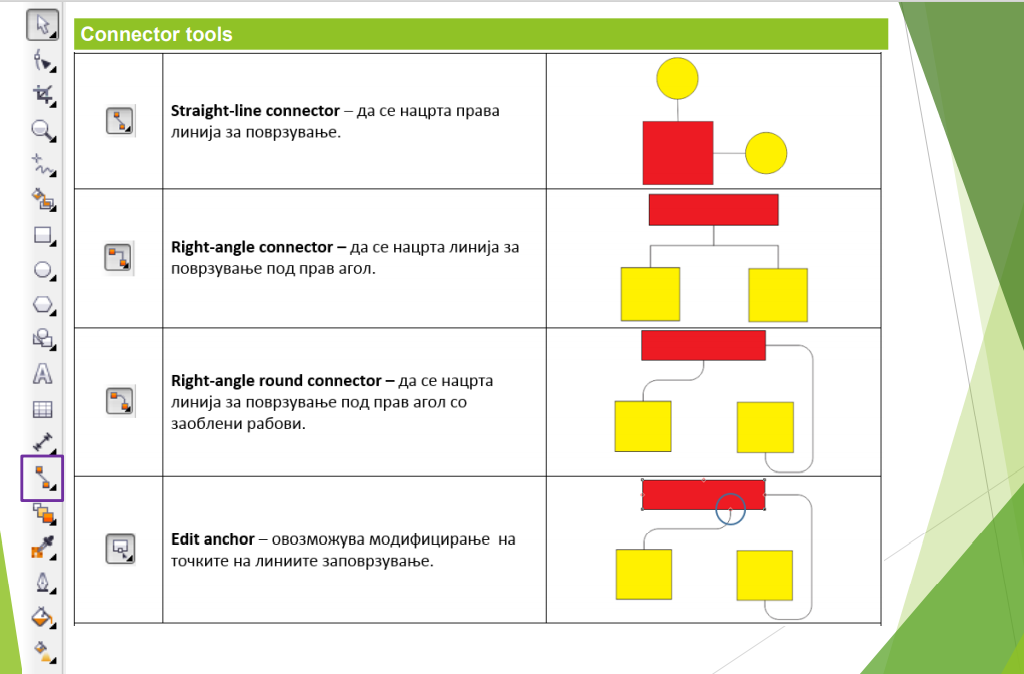 Connector tools
Straight-line connector – да се нацрта права
линија за поврзување.
Right-angle connector – да се нацрта линија за
поврзување под прав агол.
Right-angle round connector – да се нацрта
линија за поврзување под прав агол со
заоблени рабови.
Edit anchor – овозможува модифицирање на
точките на линиите заповрзување.